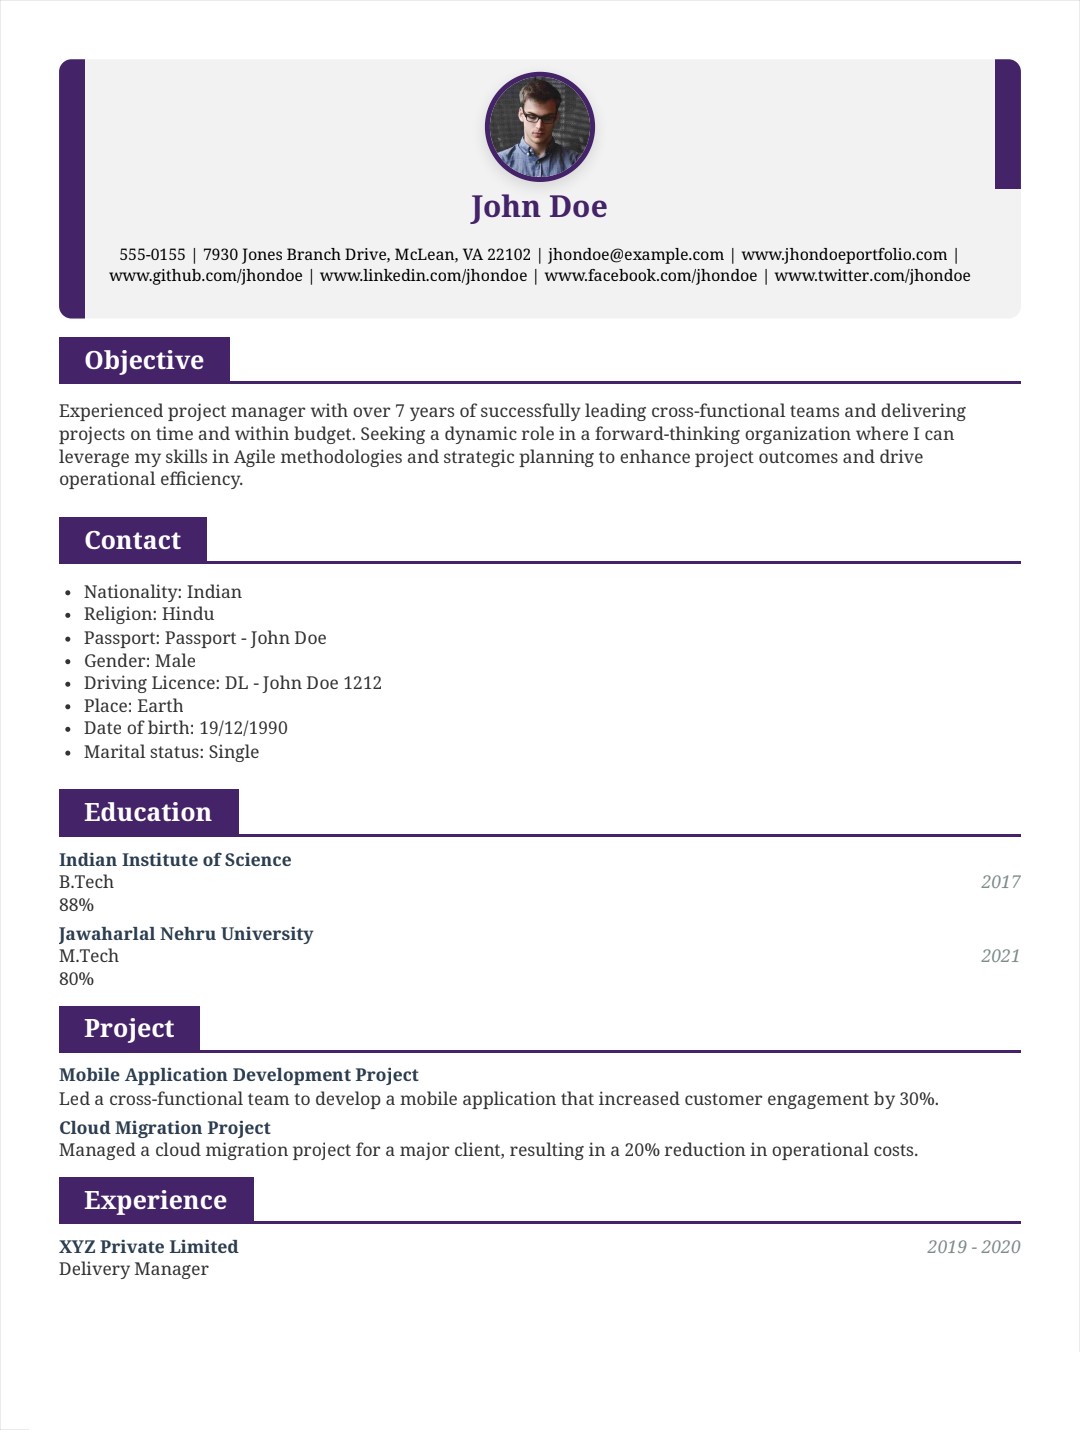 John Doe
555-0155 | 7930 Jones Branch Drive, McLean, VA 22102 | jhondoe@example.com | www.jhondoeportfolio.com |
www.github.com/jhondoe | www.linkedin.com/jhondoe | www.facebook.com/jhondoe | www.twitter.com/jhondoe
Objective
Experienced project manager with over 7 years of successfully leading cross-functional teams and delivering
projects on time and within budget. Seeking a dynamic role in a forward-thinking organization where I can
leverage my skills in Agile methodologies and strategic planning to enhance project outcomes and drive
operational efficiency.
Contact
• Nationality: Indian
• Religion: Hindu
• Passport: Passport - John Doe
• Gender: Male
• Driving Licence: DL - John Doe 1212
• Place: Earth
• Date of birth: 19/12/1990
• Marital status: Single
Education
Indian Institute of Science
B.Tech 2017
88%
Jawaharlal Nehru University
M.Tech 2021
80%
Project
Mobile Application Development Project
Led a cross-functional team to develop a mobile application that increased customer engagement by 30%.
Cloud Migration Project
Managed a cloud migration project for a major client, resulting in a 20% reduction in operational costs.
Experience
XYZ Private Limited 2019 - 2020
Delivery Manager